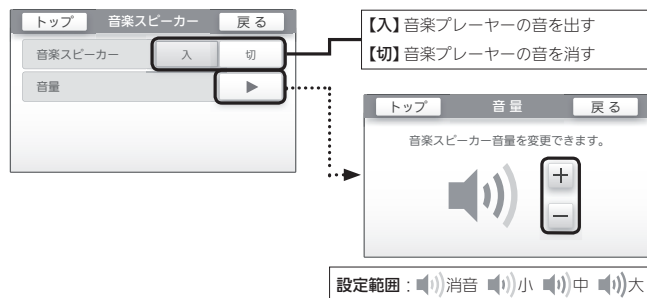 トップ 音楽スピーカー 戻る
音楽スピーカー 入 切
音量 ▶
【入】音楽プレーヤーの音を出す
【切】音楽プレーヤーの音を消す
トップ 音量 戻る
音楽スピーカー音量を変更できます。
+
−
設定範囲：消音 小 中 大